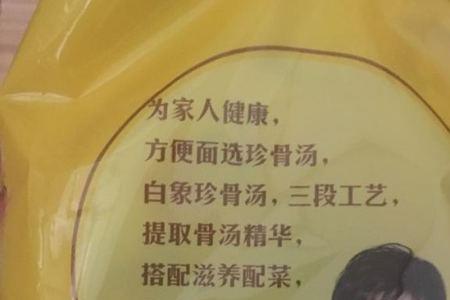 为家人健康，
方便面选珍骨汤，
白象珍骨汤，三段工艺，
提取骨汤精华，
搭配滋养配菜，